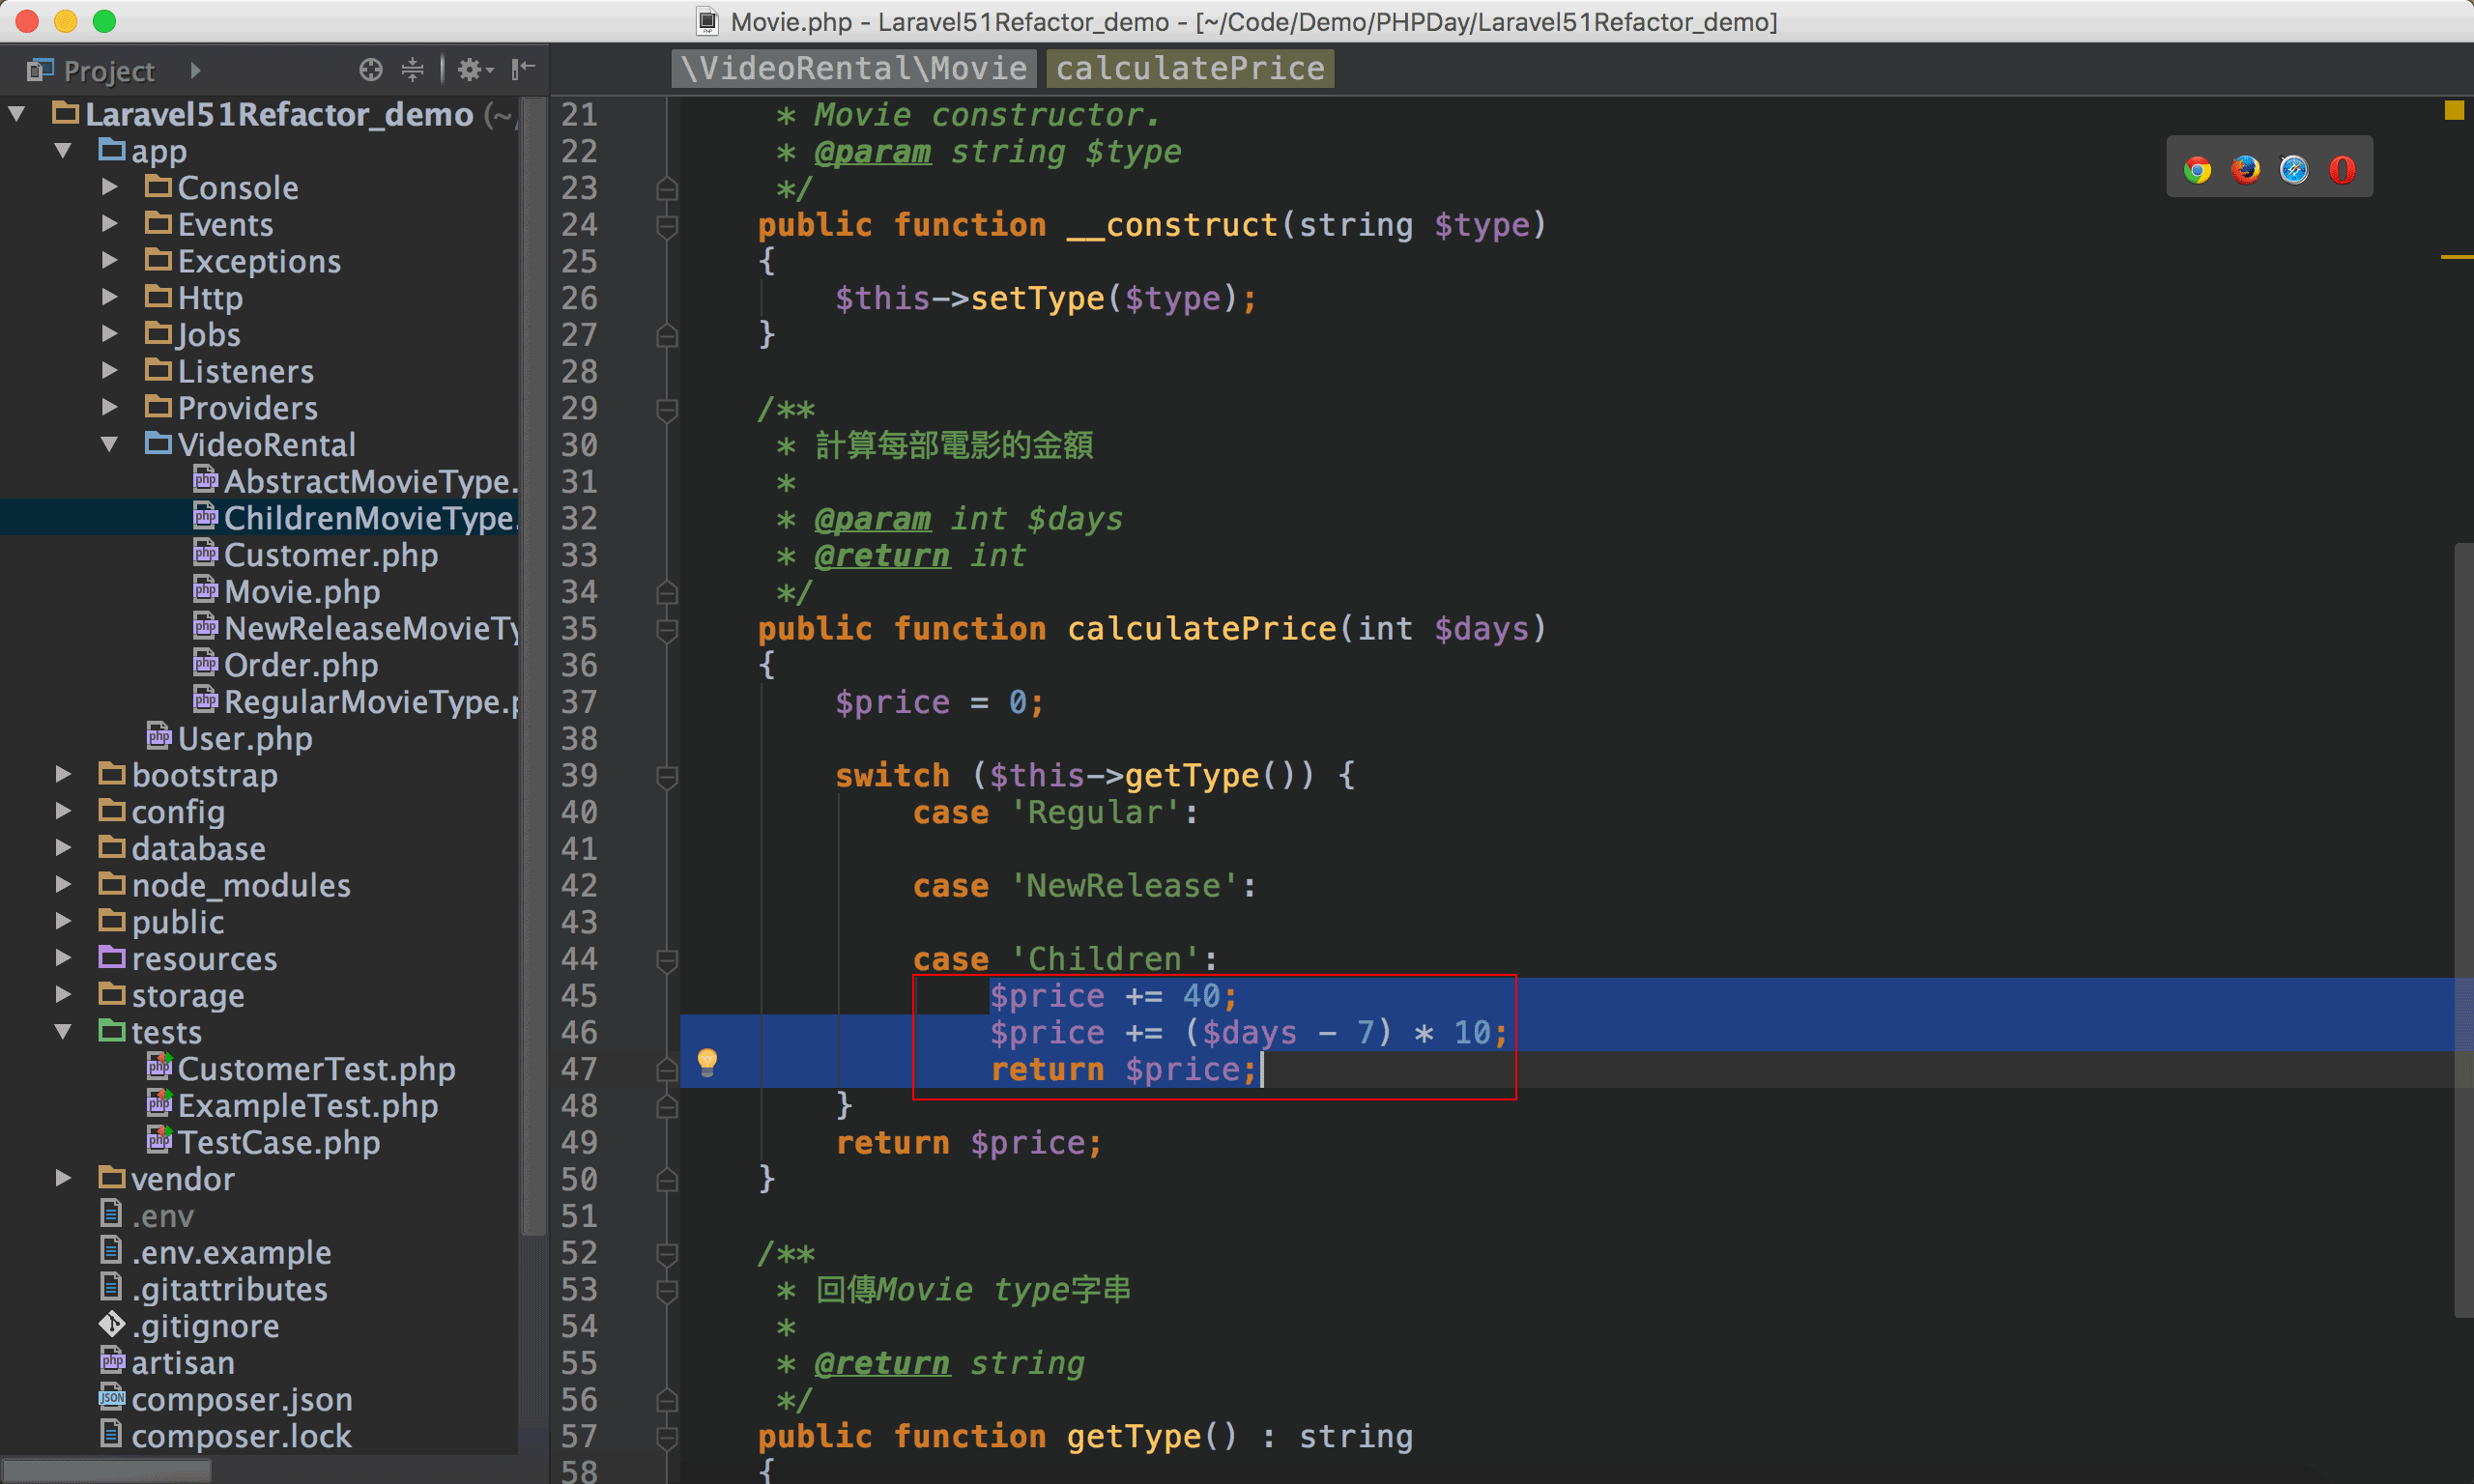 Movie.php - Laravel51Refactor_demo - [~/Code/Demo/PHPDay/Laravel51Refactor_demo]
Project
\VideoRental\Movie calculatePrice
Laravel51Refactor_demo (~/
app
Console
Events
Exceptions
Http
Jobs
Listeners
Providers
VideoRental
AbstractMovieType.
ChildrenMovieType.
Customer.php
Movie.php
NewReleaseMovieTy
Order.php
RegularMovieType.p
User.php
bootstrap
config
database
node_modules
public
resources
storage
tests
CustomerTest.php
ExampleTest.php
TestCase.php
vendor
.env
.env.example
.gitattributes
.gitignore
artisan
composer.json
composer.lock
21 * Movie constructor.
22 * @param string $type
23 */
24 public function __construct(string $type)
25 {
26 $this->setType($type);
27 }
28
29 /**
30 * 計算每部電影的金額
31 *
32 * @param int $days
33 * @return int
34 */
35 public function calculatePrice(int $days)
36 {
37 $price = 0;
38
39 switch ($this->getType()) {
40 case 'Regular':
41
42 case 'NewRelease':
43
44 case 'Children':
45 $price += 40;
46 $price += ($days - 7) * 10;
47 return $price;
48 }
49 return $price;
50 }
51
52 /**
53 * 回傳Movie type字串
54 *
55 * @return string
56 */
57 public function getType() : string
58 {